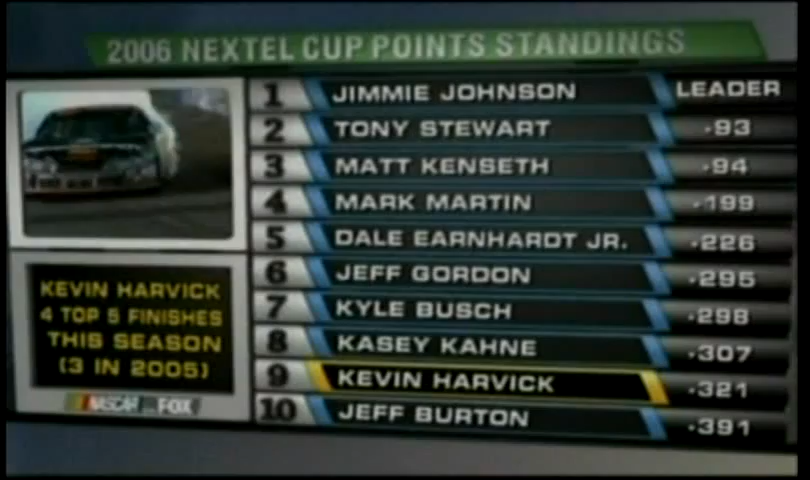 2006 NEXTEL CUP POINTS STANDINGS
1 JIMMIE JOHNSON LEADER
2 TONY STEWART -93
3 MATT KENSETH -94
4 MARK MARTIN -199
5 DALE EARNHARDT JR. -226
6 JEFF GORDON -295
7 KYLE BUSCH -298
8 KASEY KAHNE -307
9 KEVIN HARVICK -321
10 JEFF BURTON -391
KEVIN HARVICK
4 TOP 5 FINISHES
THIS SEASON
(3 IN 2005)
NASCAR ON FOX